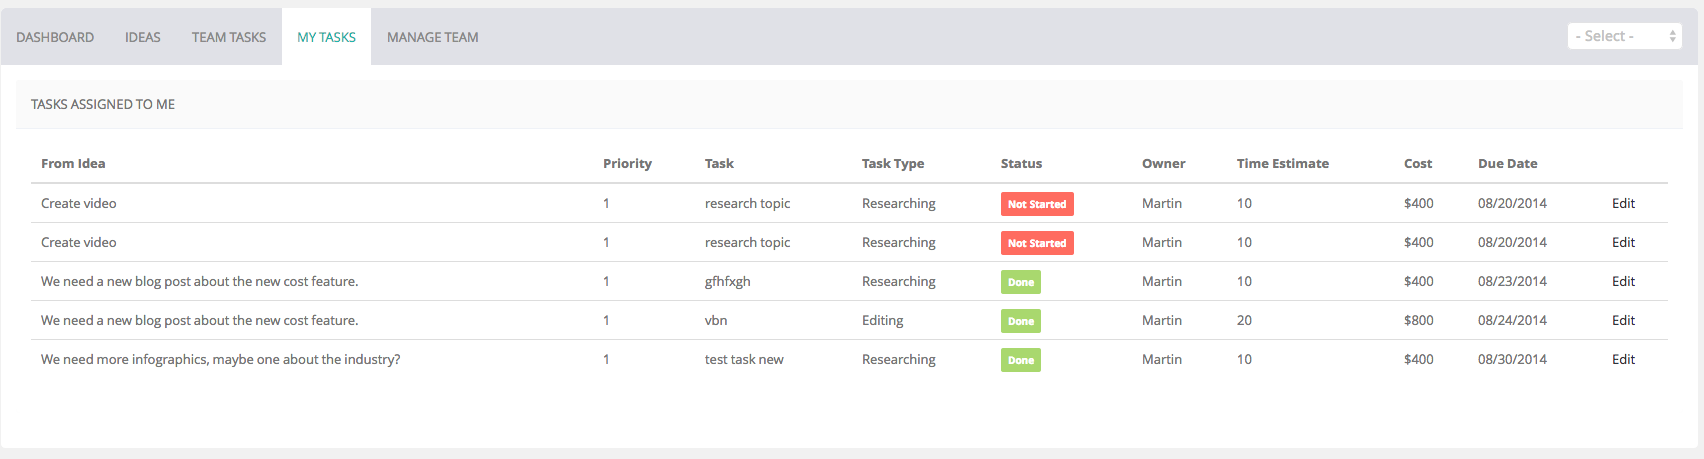 DASHBOARD IDEAS TEAM TASKS MY TASKS MANAGE TEAM - Select -
TASKS ASSIGNED TO ME
From Idea Priority Task Task Type Status Owner Time Estimate Cost Due Date
Create video 1 research topic Researching Not Started Martin 10 $400 08/20/2014 Edit
Create video 1 research topic Researching Not Started Martin 10 $400 08/20/2014 Edit
We need a new blog post about the new cost feature. 1 gfhfxgh Researching Done Martin 10 $400 08/23/2014 Edit
We need a new blog post about the new cost feature. 1 vbn Editing Done Martin 20 $800 08/24/2014 Edit
We need more infographics, maybe one about the industry? 1 test task new Researching Done Martin 10 $400 08/30/2014 Edit